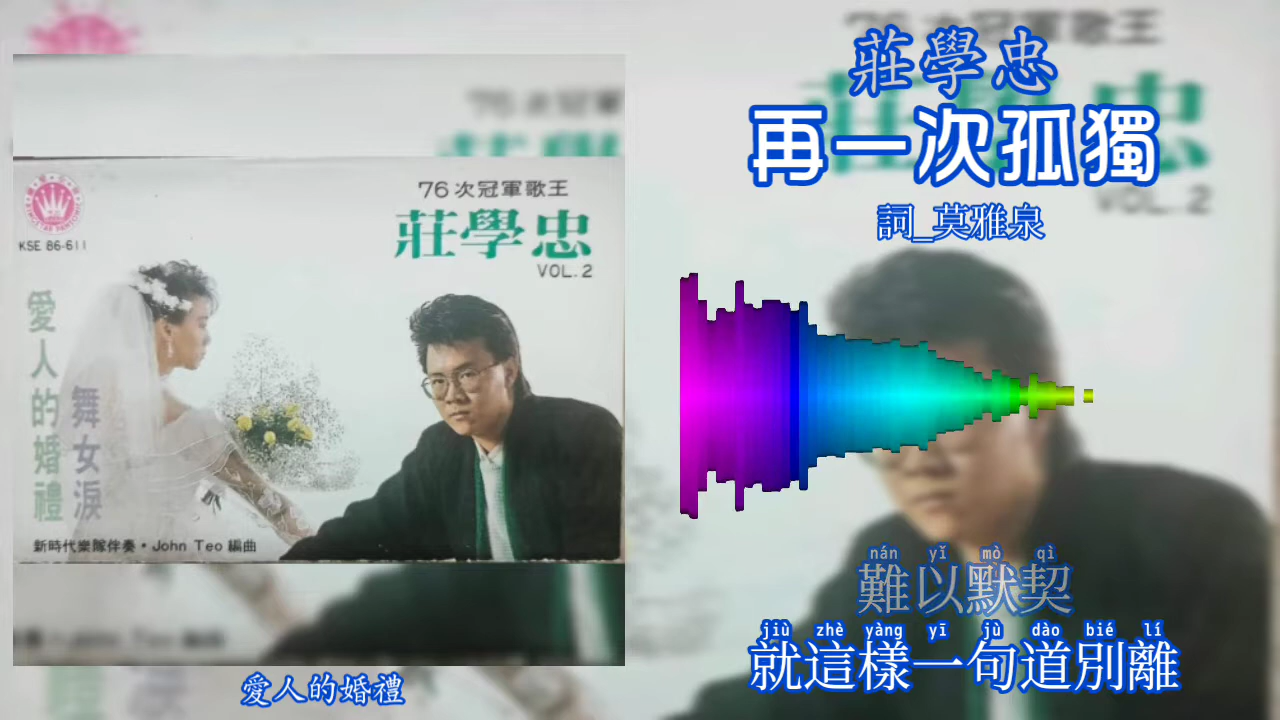 76次冠軍歌王
莊學忠
VOL.2
KSE 86-611
愛人的婚禮
舞女淚
新時代樂隊伴奏・John Teo 編曲
愛人的婚禮
莊學忠
再一次孤獨
詞_莫雅泉
nán yǐ mò qì
難以默契
jiù zhè yàng yī jù dào bié lí
就這樣一句道別離